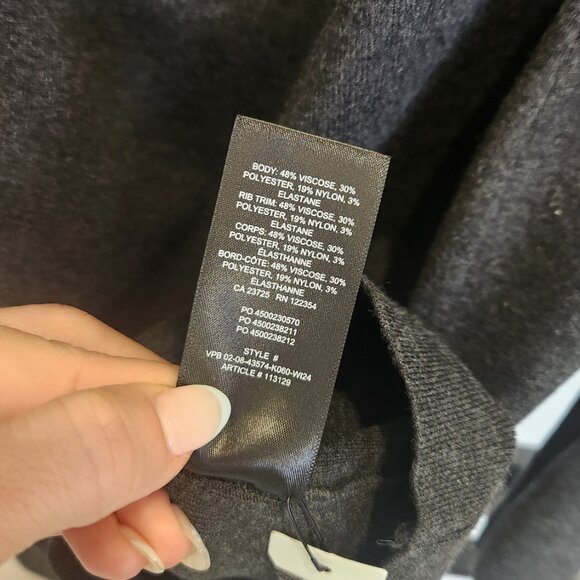 BODY: 48% VISCOSE, 30%
POLYESTER, 19% NYLON, 3%
ELASTANE
RIB TRIM: 48% VISCOSE, 30%
POLYESTER, 19% NYLON, 3%
ELASTANE
CORPS: 48% VISCOSE, 30%
POLYESTER, 19% NYLON, 3%
ÉLASTHANNE
BORD-CÔTE: 48% VISCOSE, 30%
POLYESTER, 19% NYLON, 3%
ÉLASTHANNE
CA 23725 RN 122354
PO 4500230570
PO 4500238211
PO 4500238212
STYLE #
VPB 02-08-43574-K060-WI24
ARTICLE # 113129